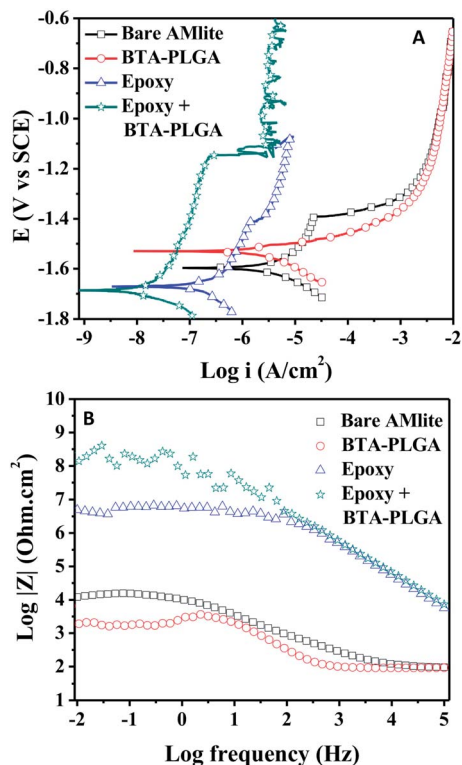 A
Bare AMlite
BTA-PLGA
Epoxy
Epoxy +
BTA-PLGA
E (V vs SCE)
-0.6
-0.8
-1.0
-1.2
-1.4
-1.6
-1.8
-9 -8 -7 -6 -5 -4 -3 -2
Log i (A/cm²)
B
Bare AMlite
BTA-PLGA
Epoxy
Epoxy +
BTA-PLGA
Log |Z| (Ohm.cm²)
10
9
8
7
6
5
4
3
2
1
-2 -1 0 1 2 3 4 5
Log frequency (Hz)